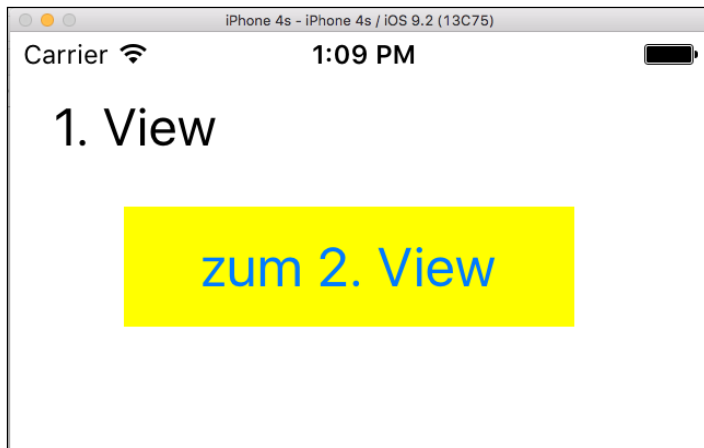 iPhone 4s - iPhone 4s / iOS 9.2 (13C75)
Carrier 1:09 PM
1. View
zum 2. View